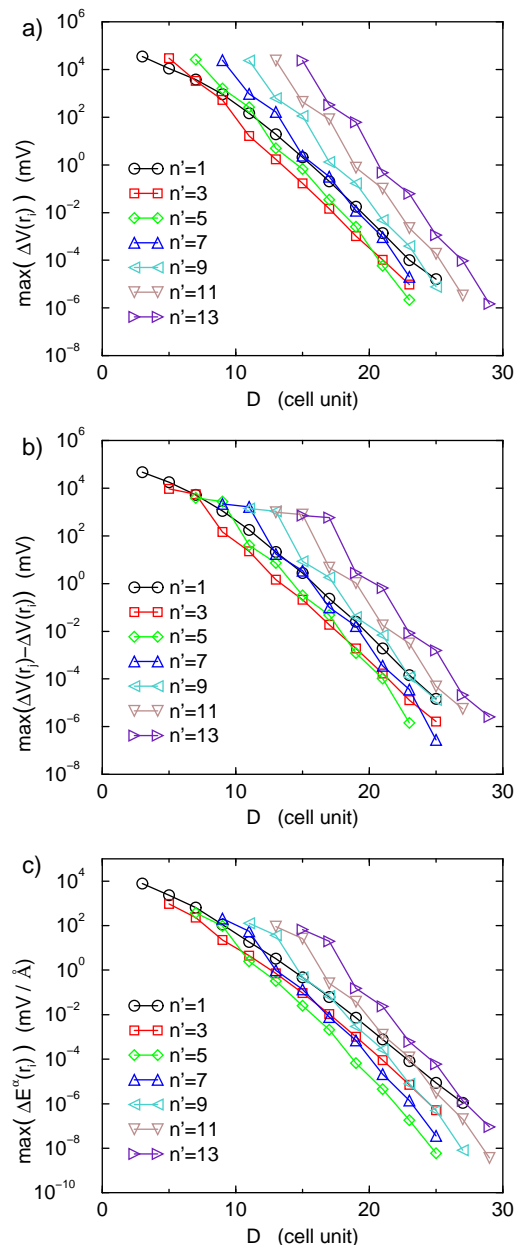 a)
10^6
10^4
10^2
10^0
10^-2
10^-4
10^-6
10^-8
max( ΔV(r_i) ) (mV)
n'=1
n'=3
n'=5
n'=7
n'=9
n'=11
n'=13
0 10 20 30
D (cell unit)
b)
10^6
10^4
10^2
10^0
10^-2
10^-4
10^-6
10^-8
max(ΔV(r_j)−ΔV(r_i)) (mV)
n'=1
n'=3
n'=5
n'=7
n'=9
n'=11
n'=13
0 10 20 30
D (cell unit)
c)
10^4
10^2
10^0
10^-2
10^-4
10^-6
10^-8
10^-10
max( ΔE^α(r_i)) (mV / Å)
n'=1
n'=3
n'=5
n'=7
n'=9
n'=11
n'=13
0 10 20 30
D (cell unit)